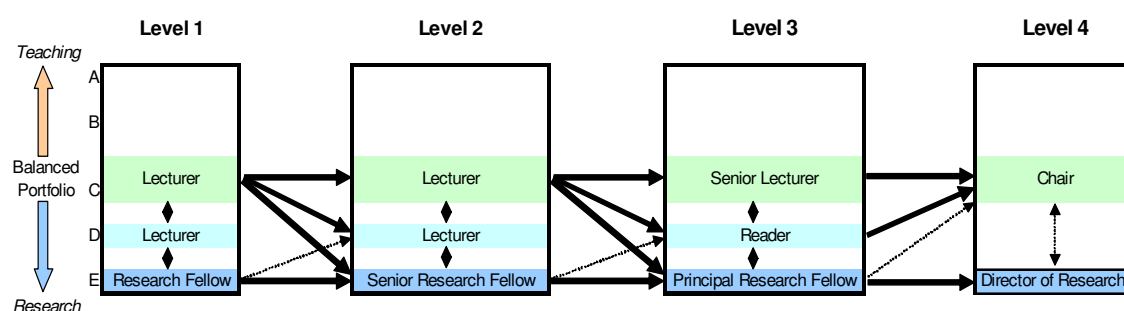 Level 1 Level 2 Level 3 Level 4
Teaching
A
B
Balanced
Portfolio
C
D
E
Research
Lecturer
Lecturer
Research Fellow
Lecturer
Lecturer
Senior Research Fellow
Senior Lecturer
Reader
Principal Research Fellow
Chair
Director of Research